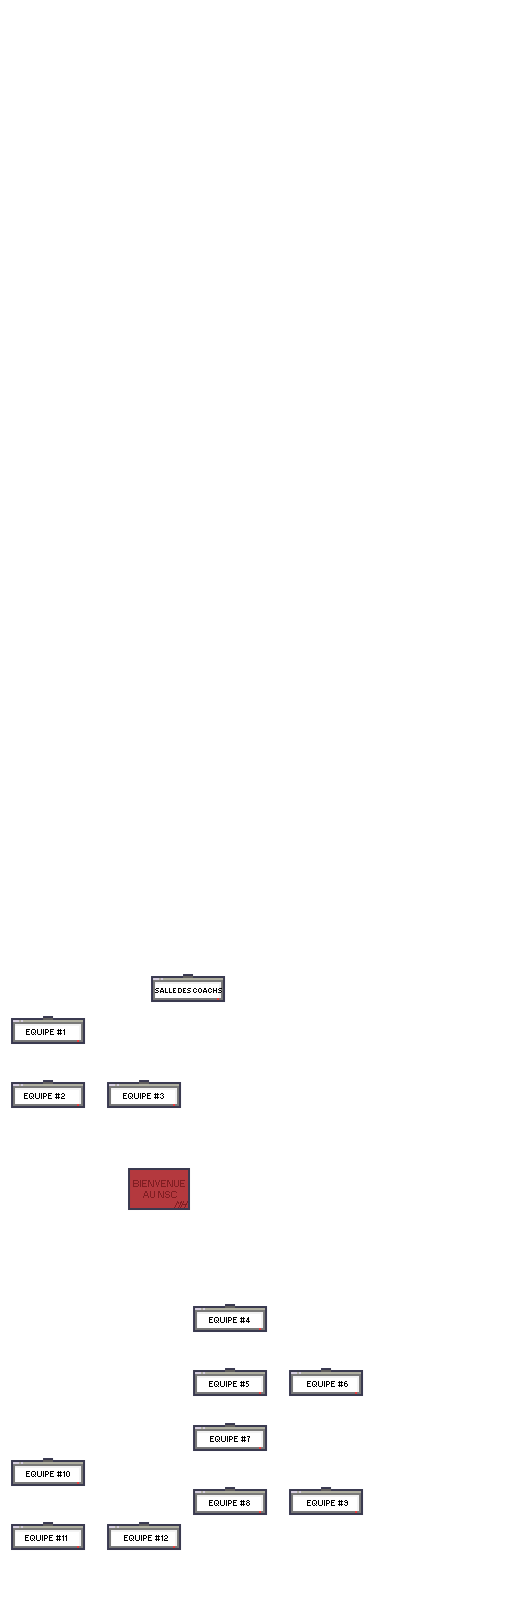 SALLE DES COACHS
EQUIPE #1
EQUIPE #2
EQUIPE #3
BIENVENUE
AU NSC
EQUIPE #4
EQUIPE #5
EQUIPE #6
EQUIPE #7
EQUIPE #10
EQUIPE #8
EQUIPE #9
EQUIPE #11
EQUIPE #12